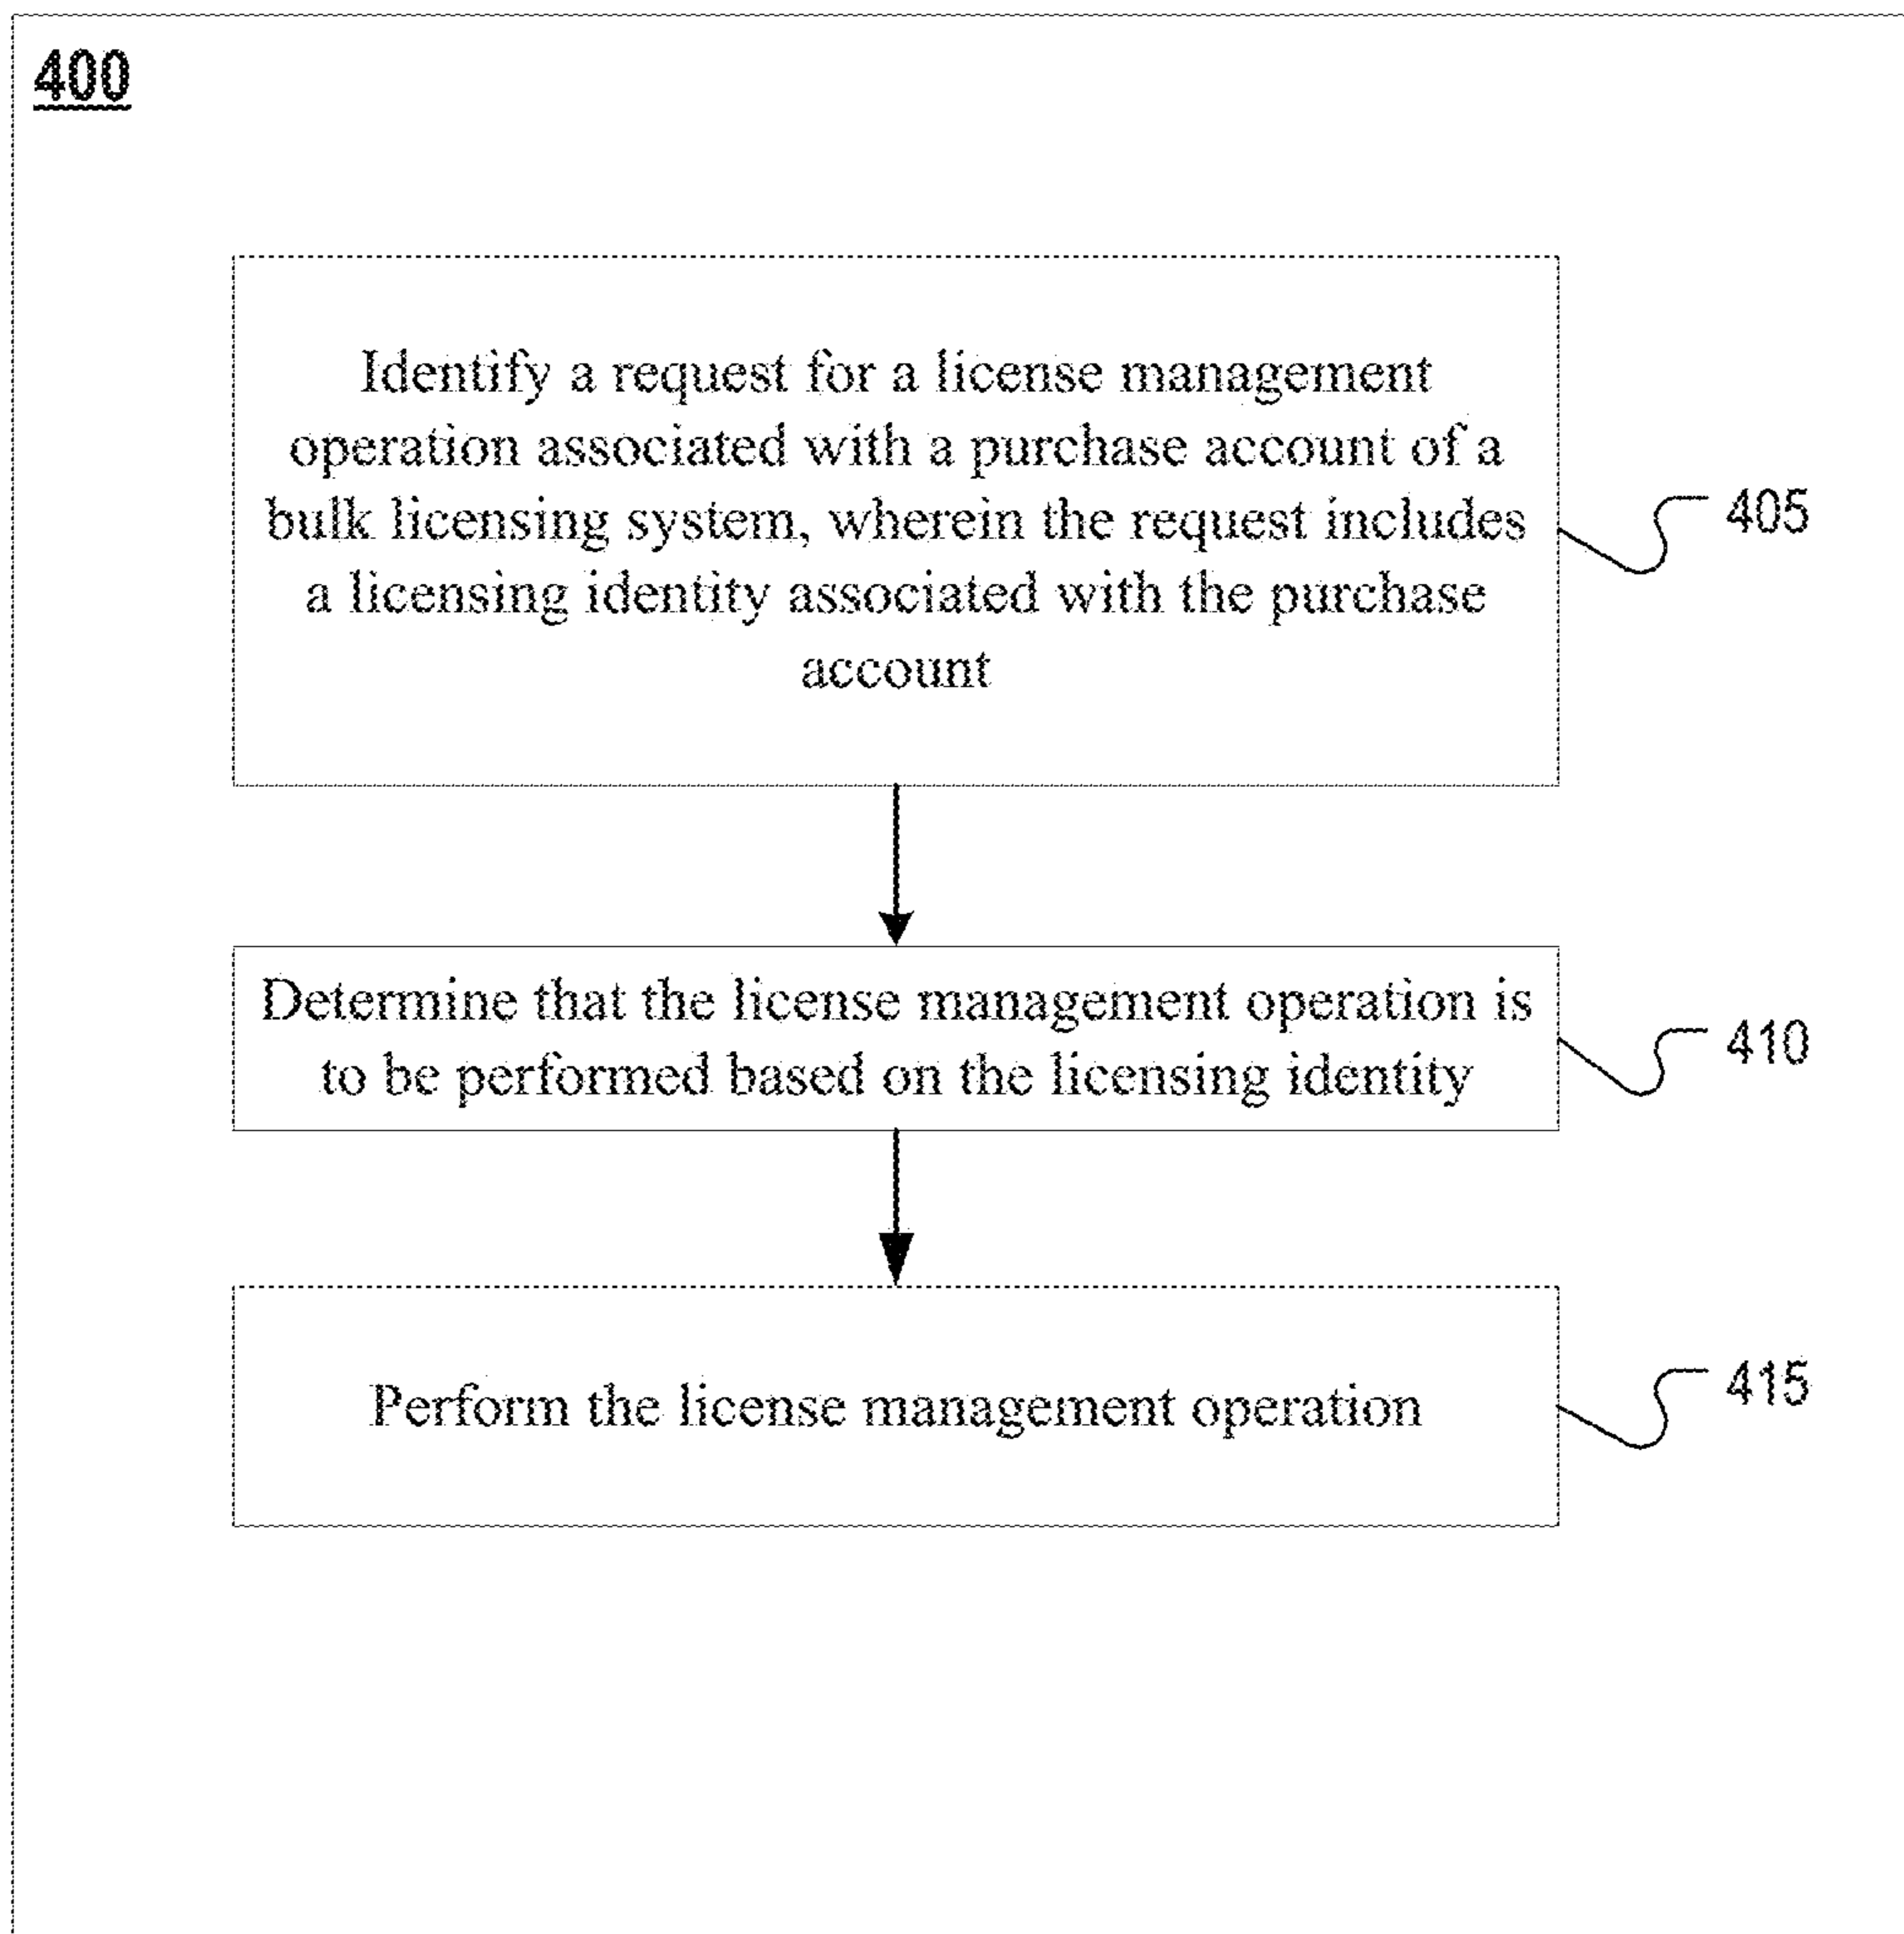 400
Identify a request for a license management
operation associated with a purchase account of a
bulk licensing system, wherein the request includes
a licensing identity associated with the purchase
account
405
Determine that the license management operation is
to be performed based on the licensing identity
410
Perform the license management operation
415